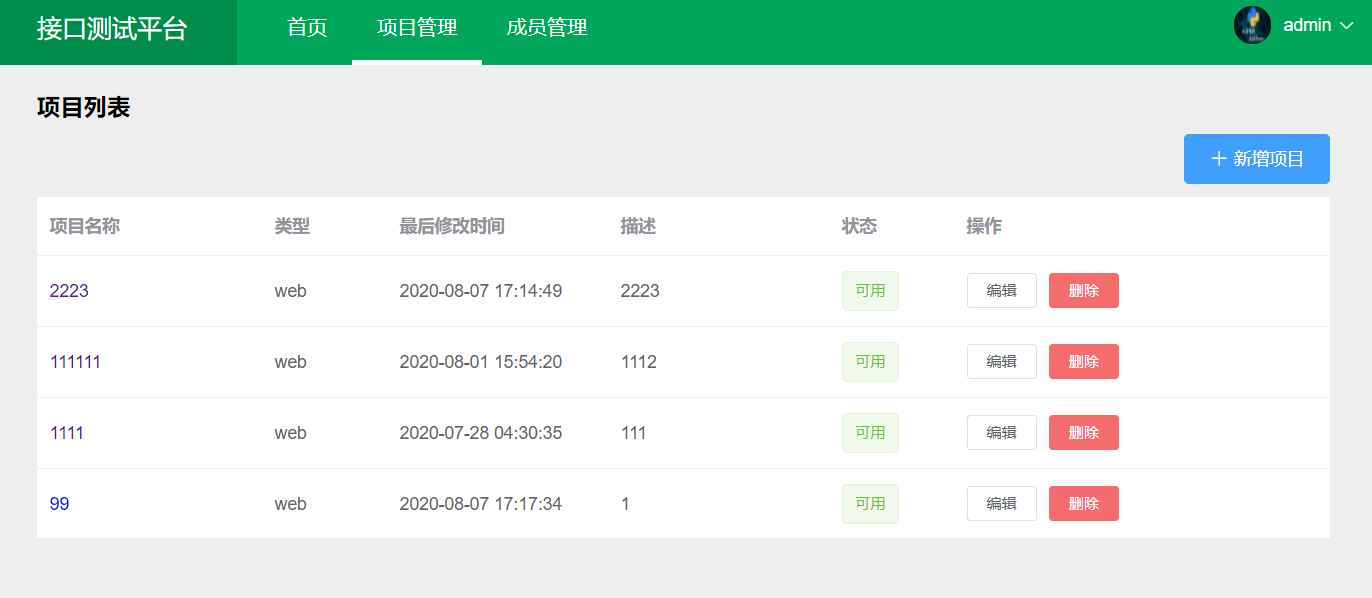 接口测试平台 首页 项目管理 成员管理 admin
项目列表
新增项目
项目名称 类型 最后修改时间 描述 状态 操作
2223 web 2020-08-07 17:14:49 2223 可用 编辑 删除
111111 web 2020-08-01 15:54:20 1112 可用 编辑 删除
1111 web 2020-07-28 04:30:35 111 可用 编辑 删除
99 web 2020-08-07 17:17:34 1 可用 编辑 删除